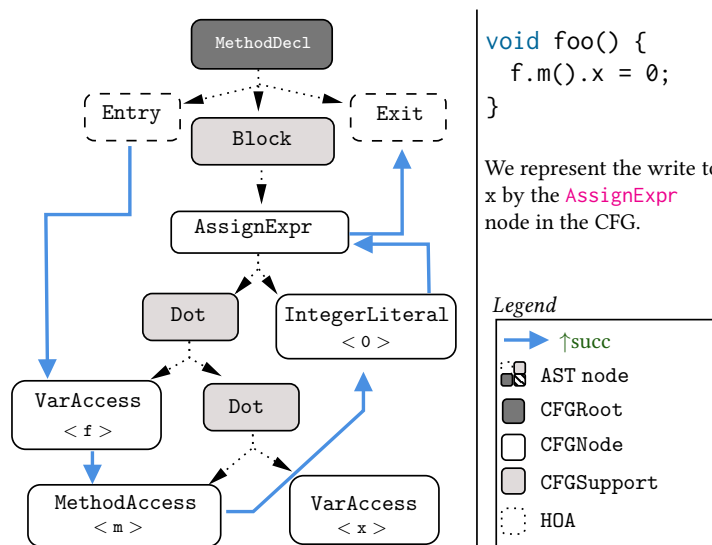 MethodDecl
Entry
Exit
Block
AssignExpr
Dot
IntegerLiteral
< 0 >
VarAccess
< f >
Dot
MethodAccess
< m >
VarAccess
< x >
void foo() {
f.m().x = 0;
}
We represent the write to
x by the AssignExpr
node in the CFG.
Legend
↑succ
AST node
CFGRoot
CFGNode
CFGSupport
HOA